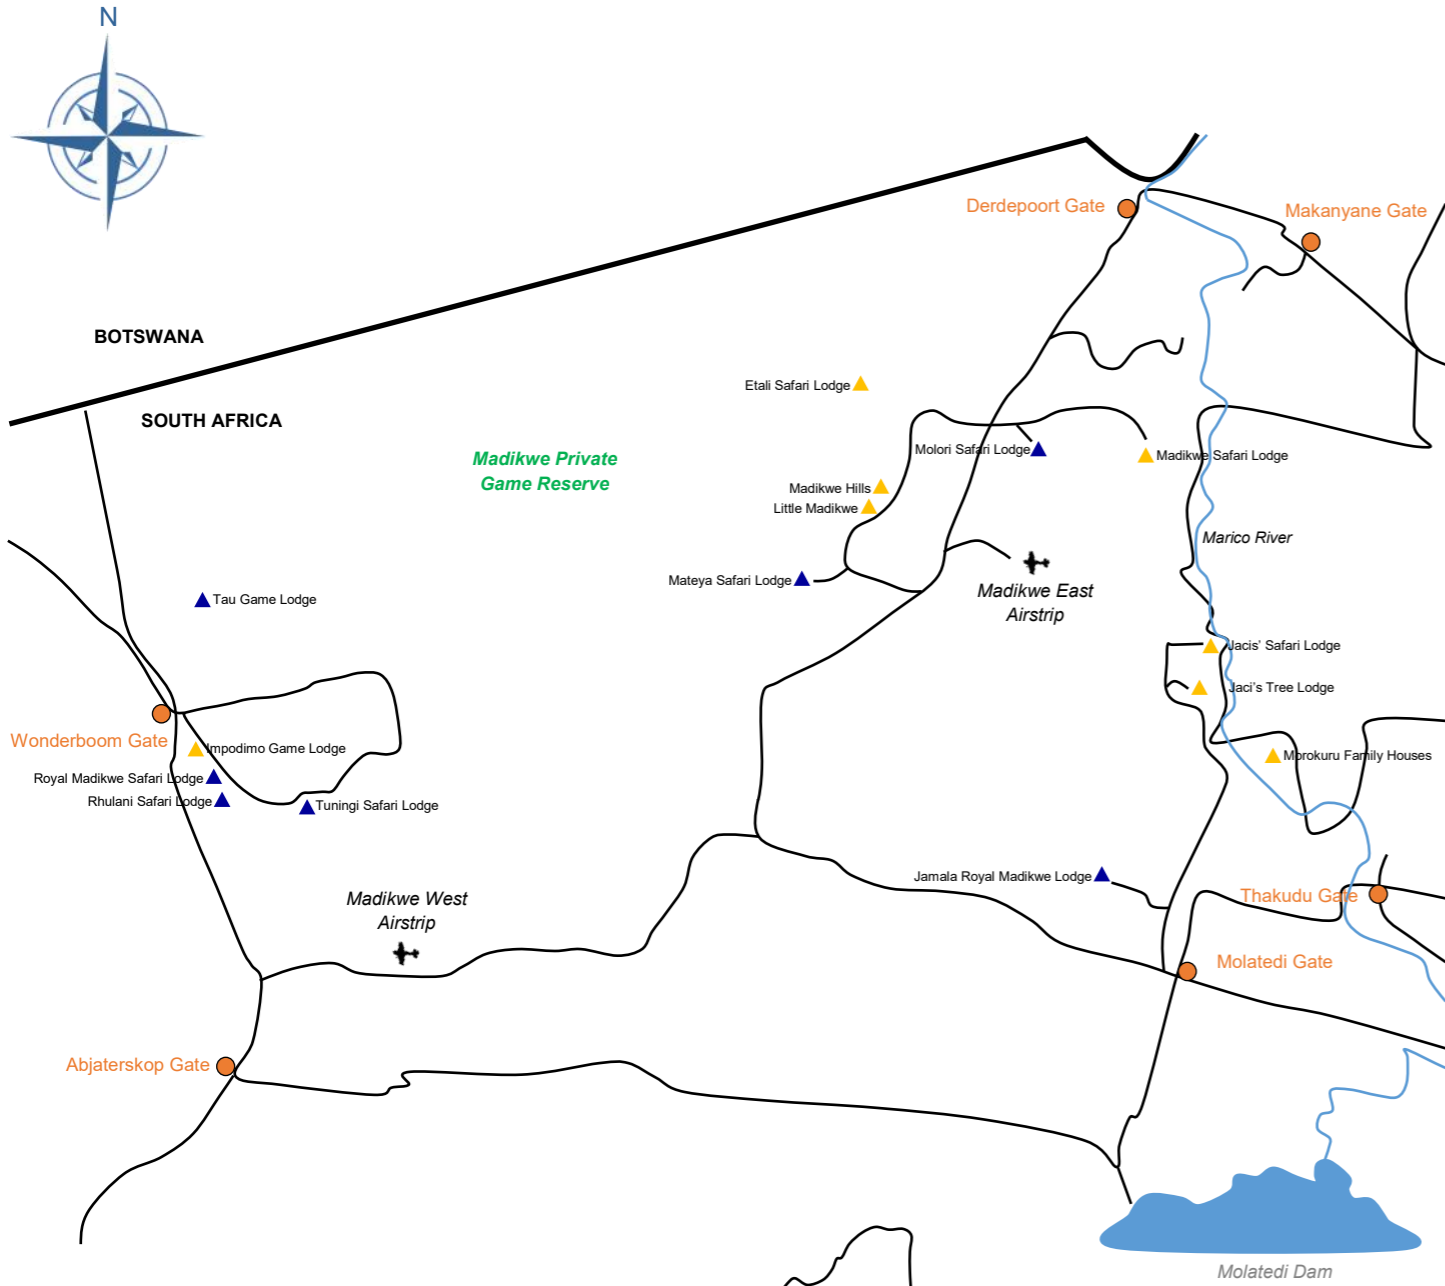 N
Derdepoort Gate
Makanyane Gate
BOTSWANA
SOUTH AFRICA
Etali Safari Lodge
Madikwe Private
Game Reserve
Molori Safari Lodge
Madikwe Safari Lodge
Madikwe Hills
Little Madikwe
Marico River
Mateya Safari Lodge
Madikwe East
Airstrip
Tau Game Lodge
Jacis' Safari Lodge
Jaci's Tree Lodge
Wonderboom Gate
Impodimo Game Lodge
Morokuru Family Houses
Royal Madikwe Safari Lodge
Rhulani Safari Lodge
Tuningi Safari Lodge
Jamala Royal Madikwe Lodge
Madikwe West
Airstrip
Thakudu Gate
Molatedi Gate
Abjaterskop Gate
Molatedi Dam